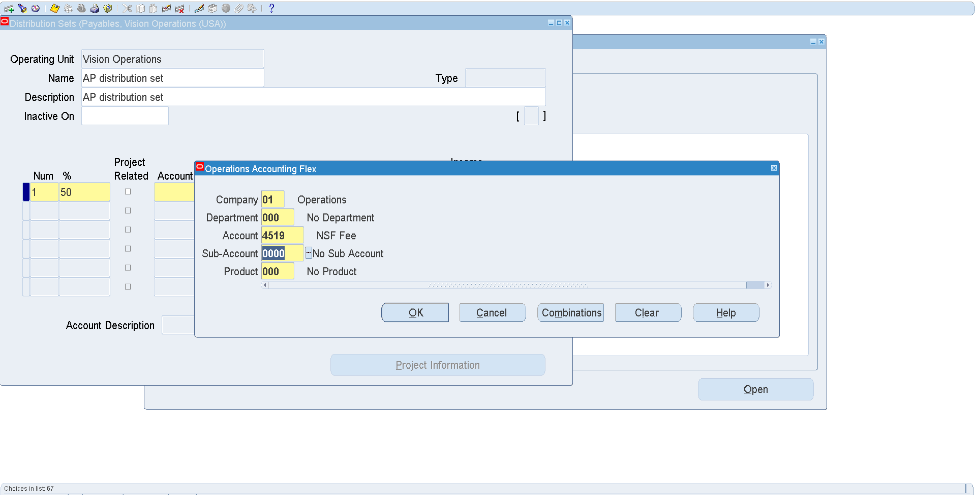 Distribution Sets (Payables, Vision Operations (USA))
Operating Unit Vision Operations
Name AP distribution set Type
Description AP distribution set
Inactive On [ ]
Project
Num % Related Account
1 50
Operations Accounting Flex
Company 01 Operations
Department 000 No Department
Account 4519 NSF Fee
Sub-Account 0000 No Sub Account
Product 000 No Product
OK Cancel Combinations Clear Help
Account Description
Project Information
Open
Choices in list: 67